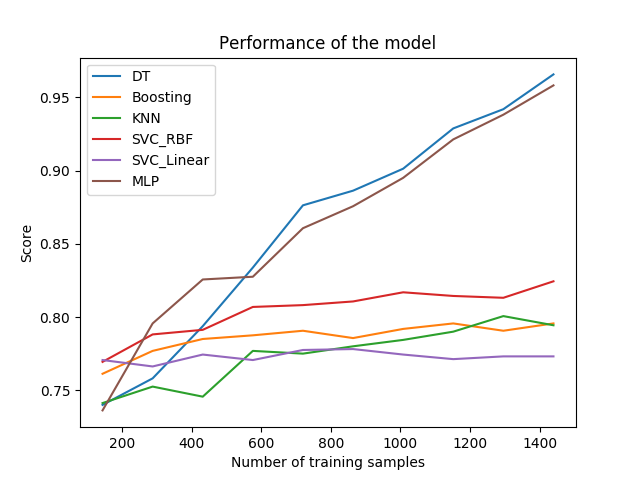 Performance of the model
DT
Boosting
KNN
SVC_RBF
SVC_Linear
MLP
Score
0.95
0.90
0.85
0.80
0.75
200 400 600 800 1000 1200 1400
Number of training samples